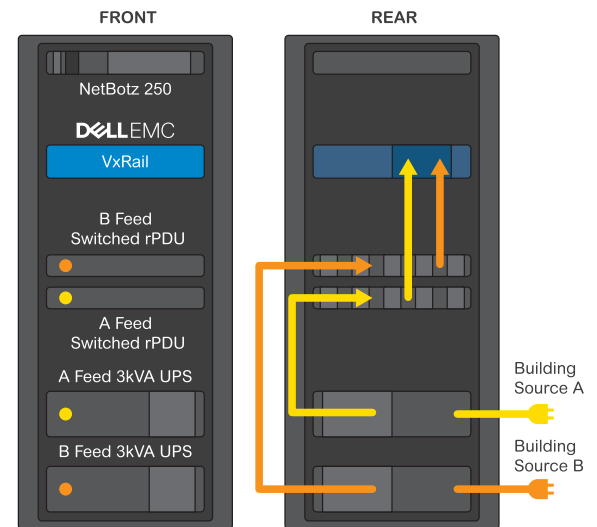 FRONT
REAR
NetBotz 250
DELLEMC
VxRail
B Feed
Switched rPDU
A Feed
Switched rPDU
A Feed 3kVA UPS
B Feed 3kVA UPS
Building
Source A
Building
Source B